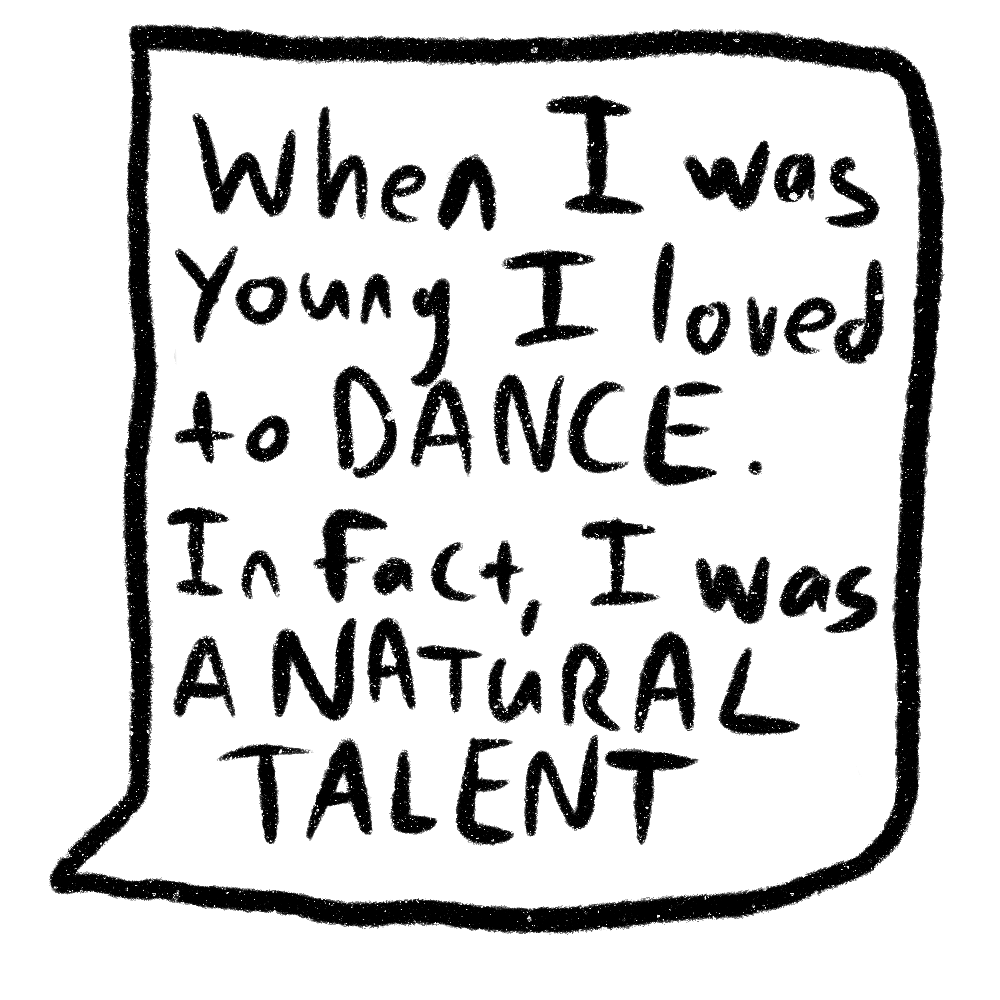 When I was
Young I loved
to DANCE.
In fact, I was
A NATuRAL
TALENT